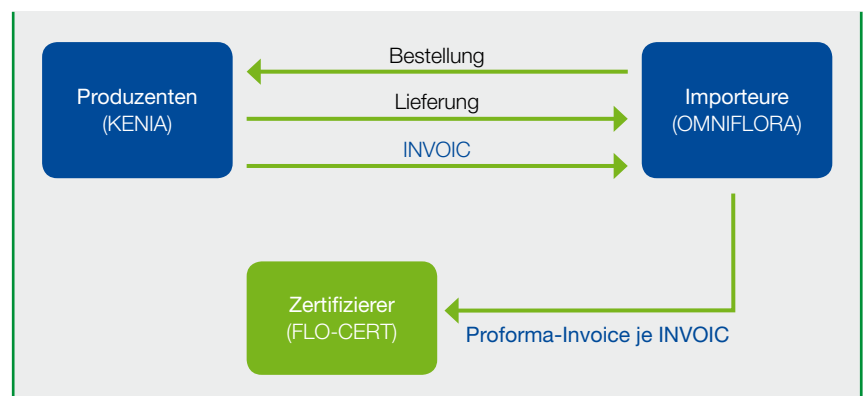 Bestellung
Produzenten
(KENIA)
Lieferung
Importeure
(OMNIFLORA)
INVOIC
Zertifizierer
(FLO-CERT)
Proforma-Invoice je INVOIC